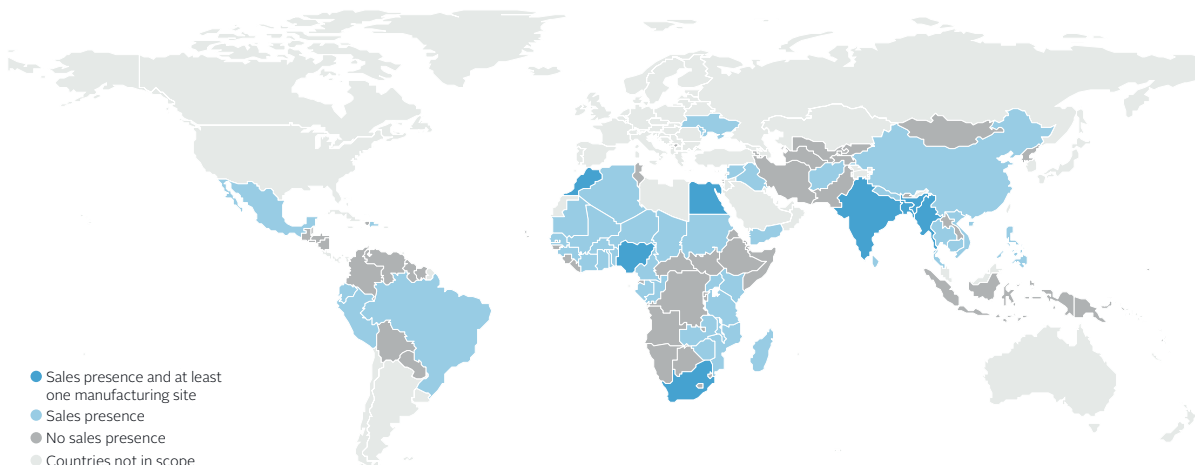 Sales presence and at least
one manufacturing site
Sales presence
No sales presence
Countries not in scope